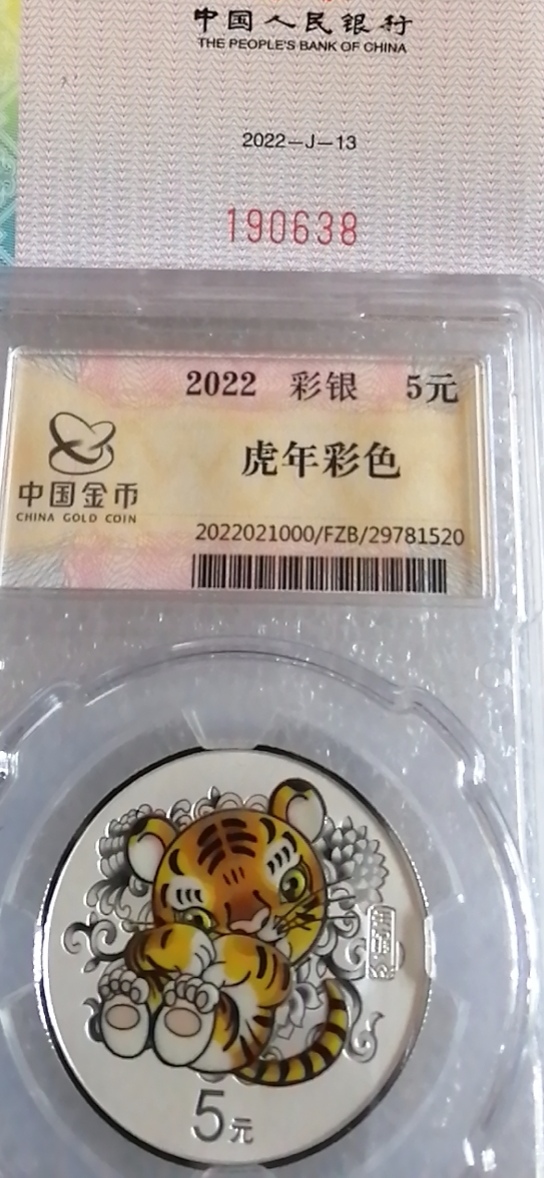 中国人民银行
THE PEOPLE'S BANK OF CHINA
2022-J-13
190638
2022 彩银 5元
虎年彩色
中国金币
CHINA GOLD COIN
2022021000/FZB/29781520
5元